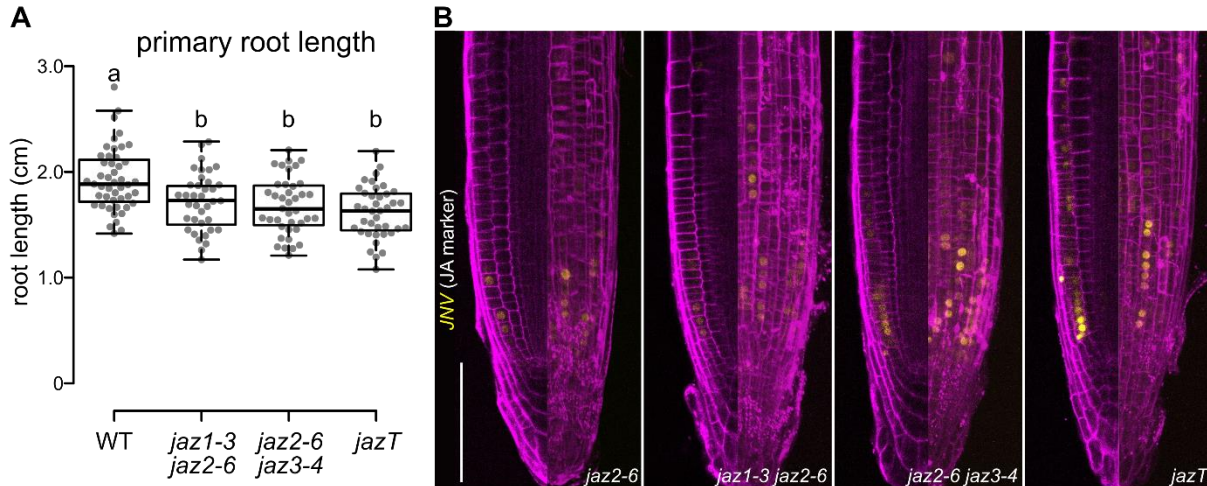 A
primary root length
root length (cm)
3.0
2.0
1.0
0
a
b
b
b
WT
jaz1-3
jaz2-6
jaz2-6
jaz3-4
jazT
B
JNV (JA marker)
jaz2-6
jaz1-3 jaz2-6
jaz2-6 jaz3-4
jazT